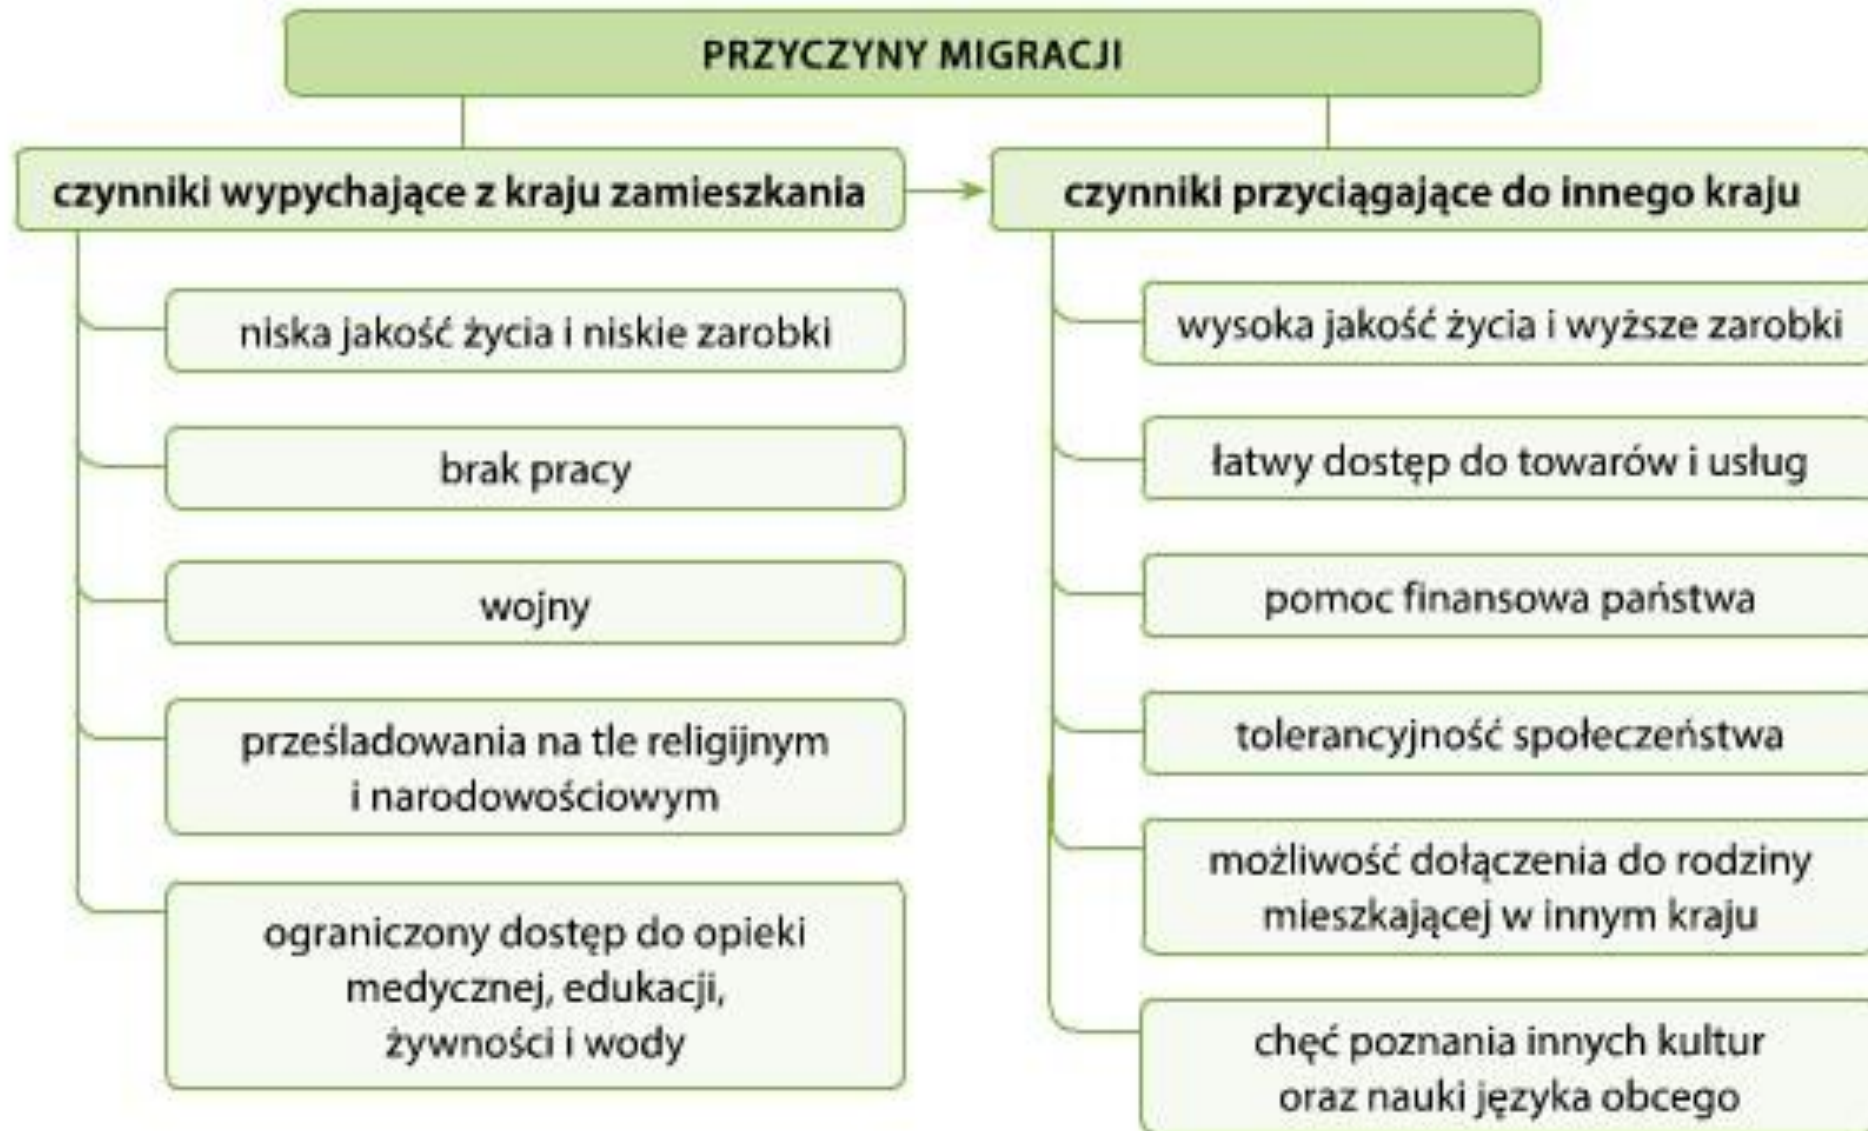 PRZYCZYNY MIGRACJI
czynniki wypychające z kraju zamieszkania
niska jakość życia i niskie zarobki
brak pracy
wojny
prześladowania na tle religijnym
i narodowościowym
ograniczony dostęp do opieki
medycznej, edukacji,
żywności i wody
czynniki przyciągające do innego kraju
wysoka jakość życia i wyższe zarobki
łatwy dostęp do towarów i usług
pomoc finansowa państwa
tolerancyjność społeczeństwa
możliwość dołączenia do rodziny
mieszkającej w innym kraju
chęć poznania innych kultur
oraz nauki języka obcego